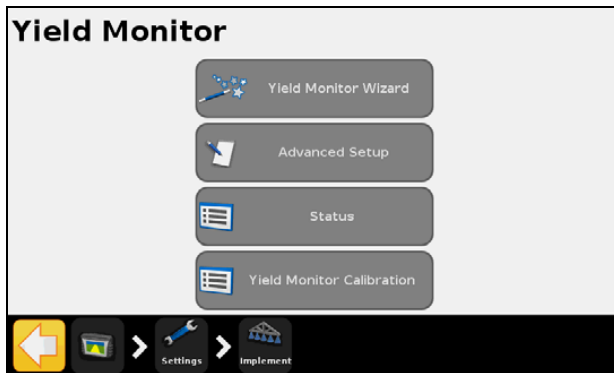 Yield Monitor
Yield Monitor Wizard
Advanced Setup
Status
Yield Monitor Calibration
Settings
Implement